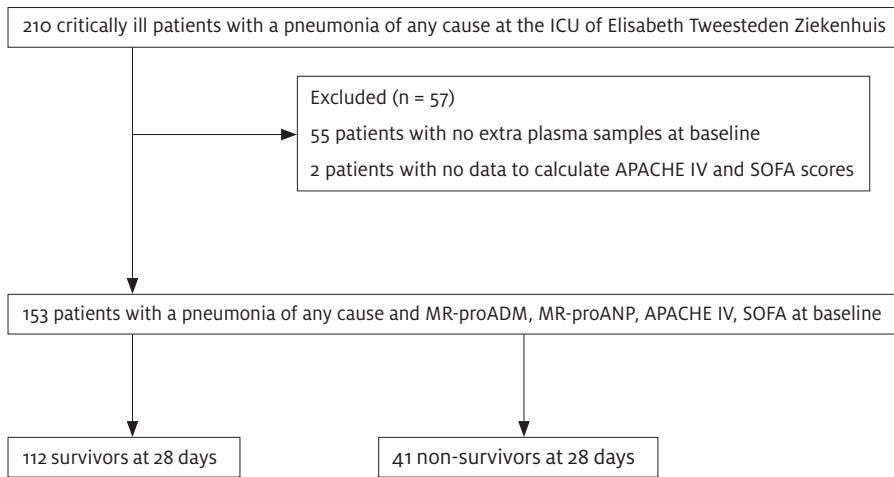 210 critically ill patients with a pneumonia of any cause at the ICU of Elisabeth Tweesteden Ziekenhuis
Excluded (n = 57)
55 patients with no extra plasma samples at baseline
2 patients with no data to calculate APACHE IV and SOFA scores
153 patients with a pneumonia of any cause and MR-proADM, MR-proANP, APACHE IV, SOFA at baseline
112 survivors at 28 days
41 non-survivors at 28 days